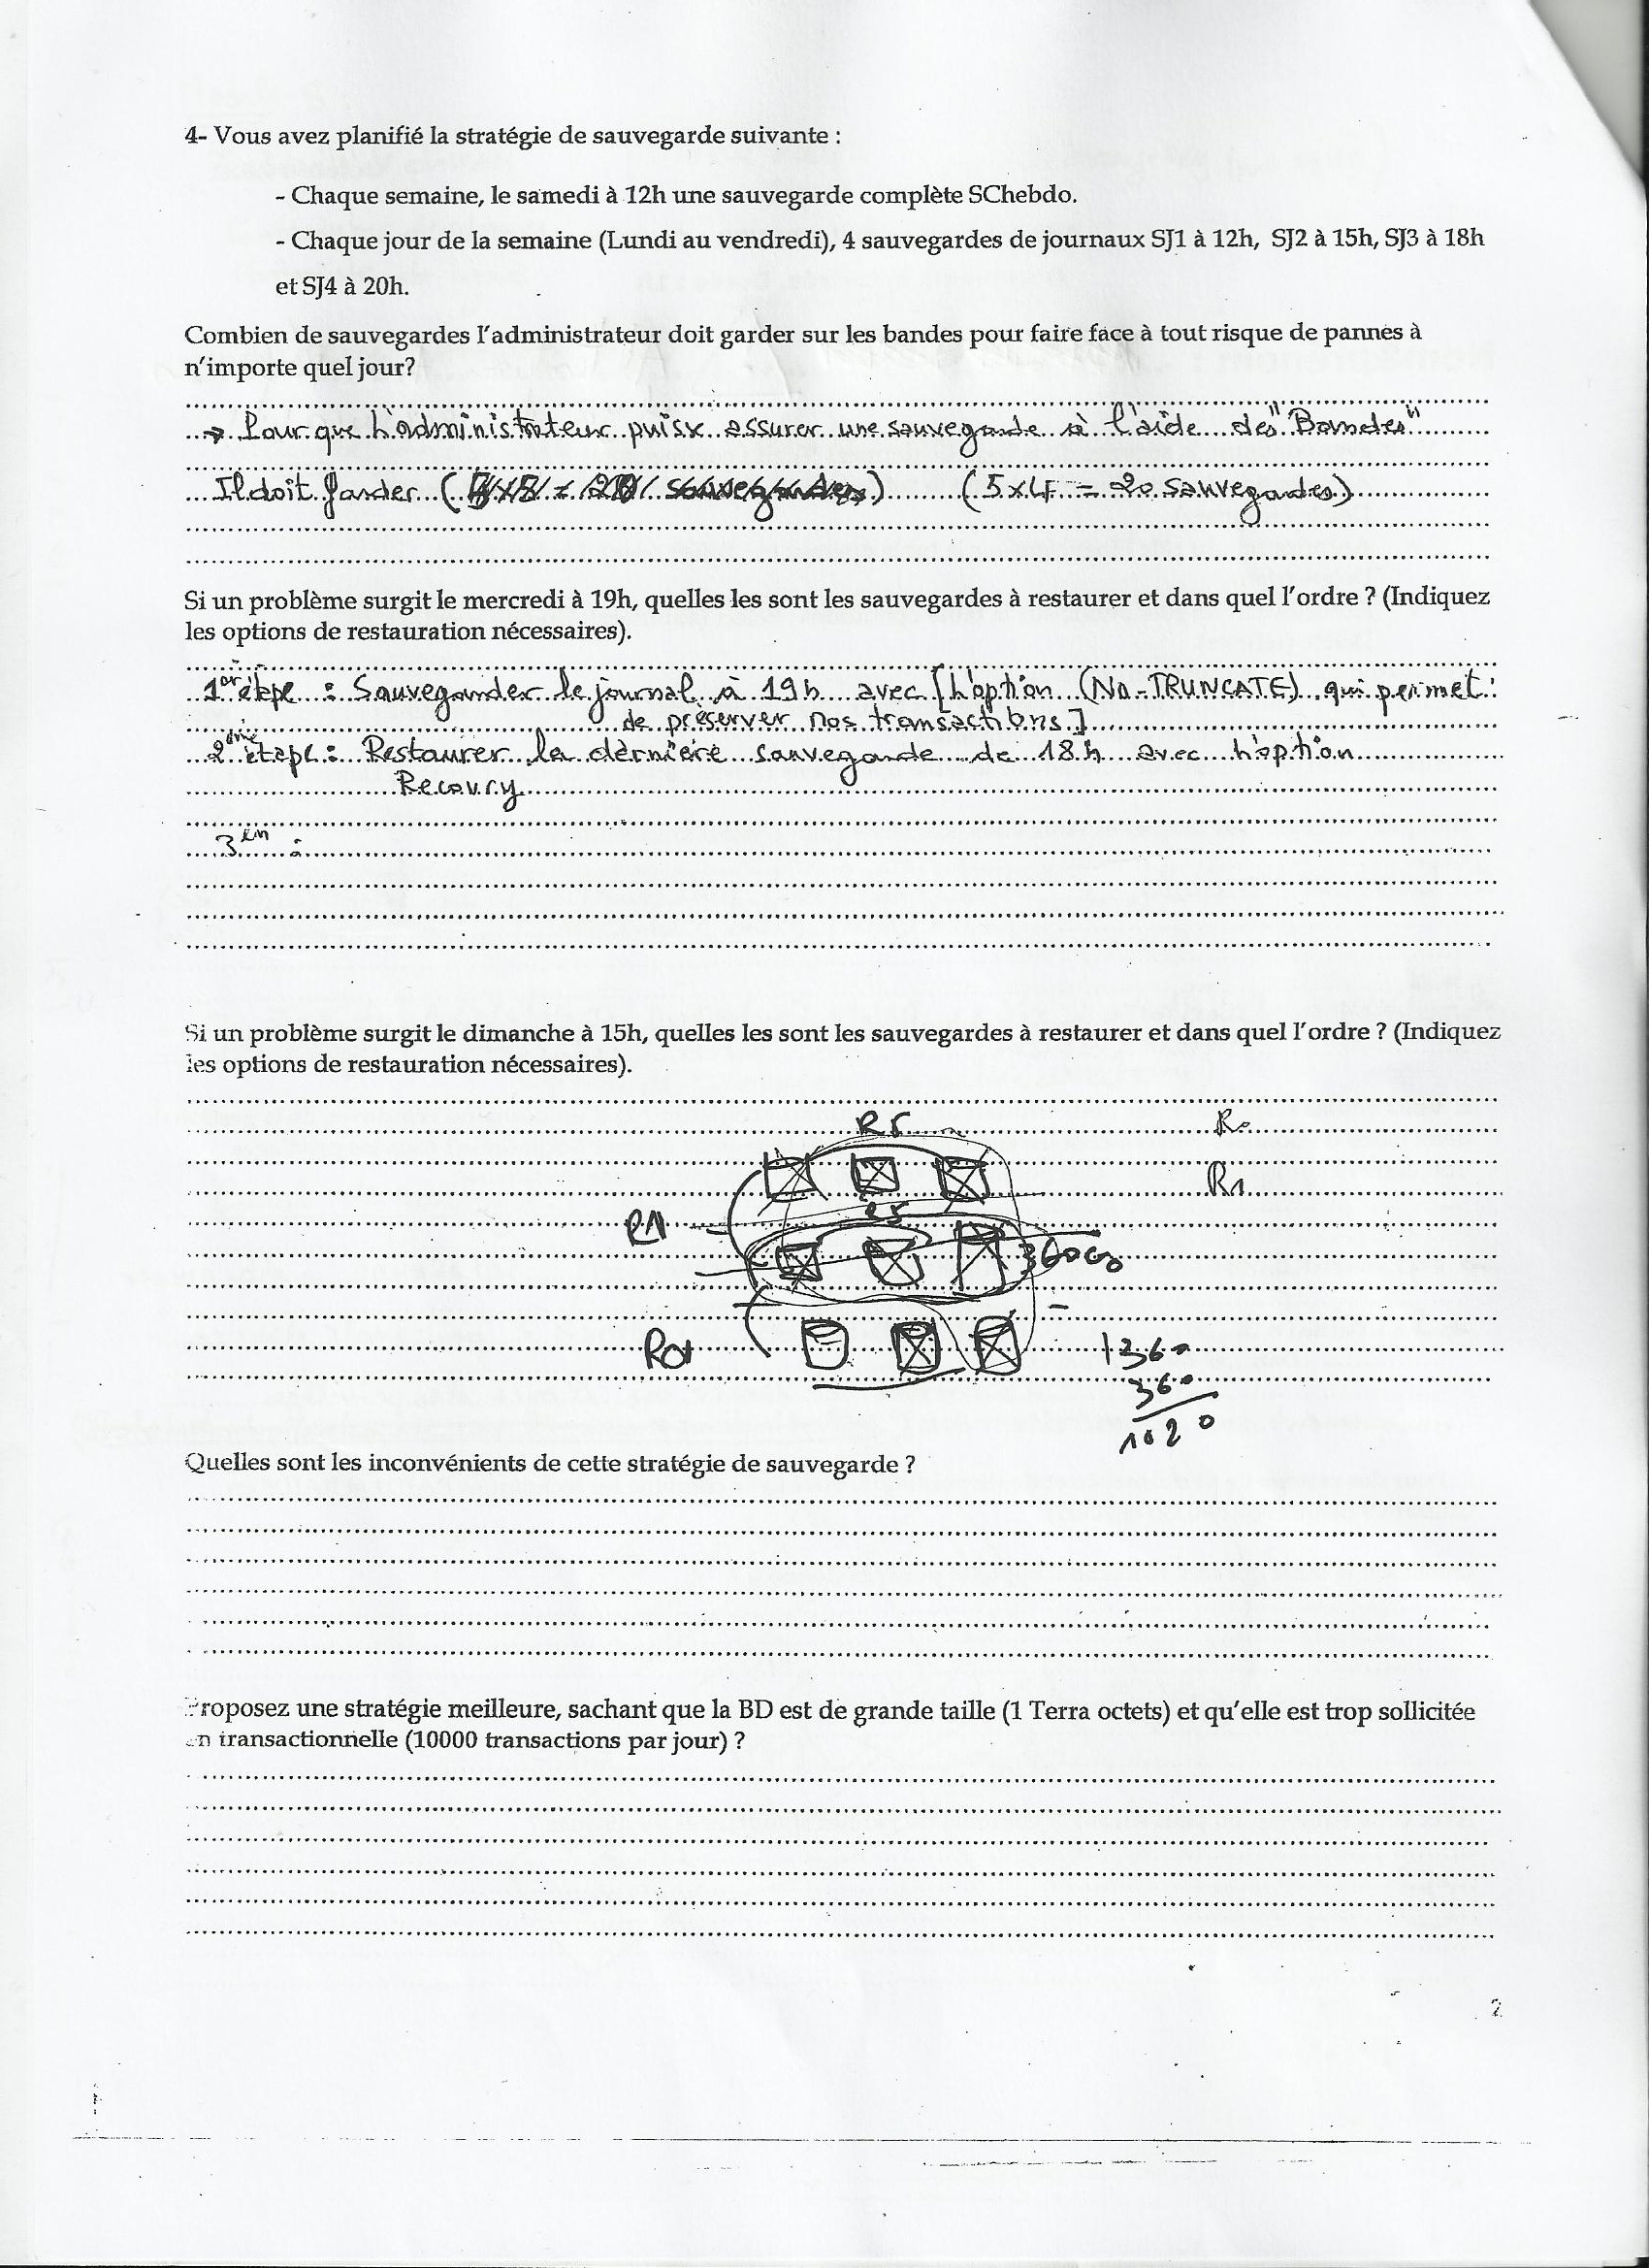 4- Vous avez planifié la stratégie de sauvegarde suivante :
- Chaque semaine, le samedi à 12h une sauvegarde complète SChebdo.
- Chaque jour de la semaine (Lundi au vendredi), 4 sauvegardes de journaux SJ1 à 12h, SJ2 à 15h, SJ3 à 18h
et SJ4 à 20h.
Combien de sauvegardes l'administrateur doit garder sur les bandes pour faire face à tout risque de pannes à
n'importe quel jour?
→ Pour que L'administrateur puisx assurer une sauvegarde à l'aide des "Bandes"
Il doit garder ( ) (5 x 4 = 20 Sauvegardes)
Si un problème surgit le mercredi à 19h, quelles les sont les sauvegardes à restaurer et dans quel l'ordre ? (Indiquez
les options de restauration nécessaires).
1er étape : Sauvegarder le journal à 19h avec [L'option (No-TRUNCATE) qui permet :
de préserver nos transactions]
2ème étape : Restaurer la dèrnière sauvegarde de 18h avec L'option
Recovry
3em :
Si un problème surgit le dimanche à 15h, quelles les sont les sauvegardes à restaurer et dans quel l'ordre ? (Indiquez
les options de restauration nécessaires).
R5
R0
R1
R5
R1
R01
1360
360
1020
Quelles sont les inconvénients de cette stratégie de sauvegarde ?
Proposez une stratégie meilleure, sachant que la BD est de grande taille (1 Terra octets) et qu'elle est trop sollicitée
en transactionnelle (10000 transactions par jour) ?
2